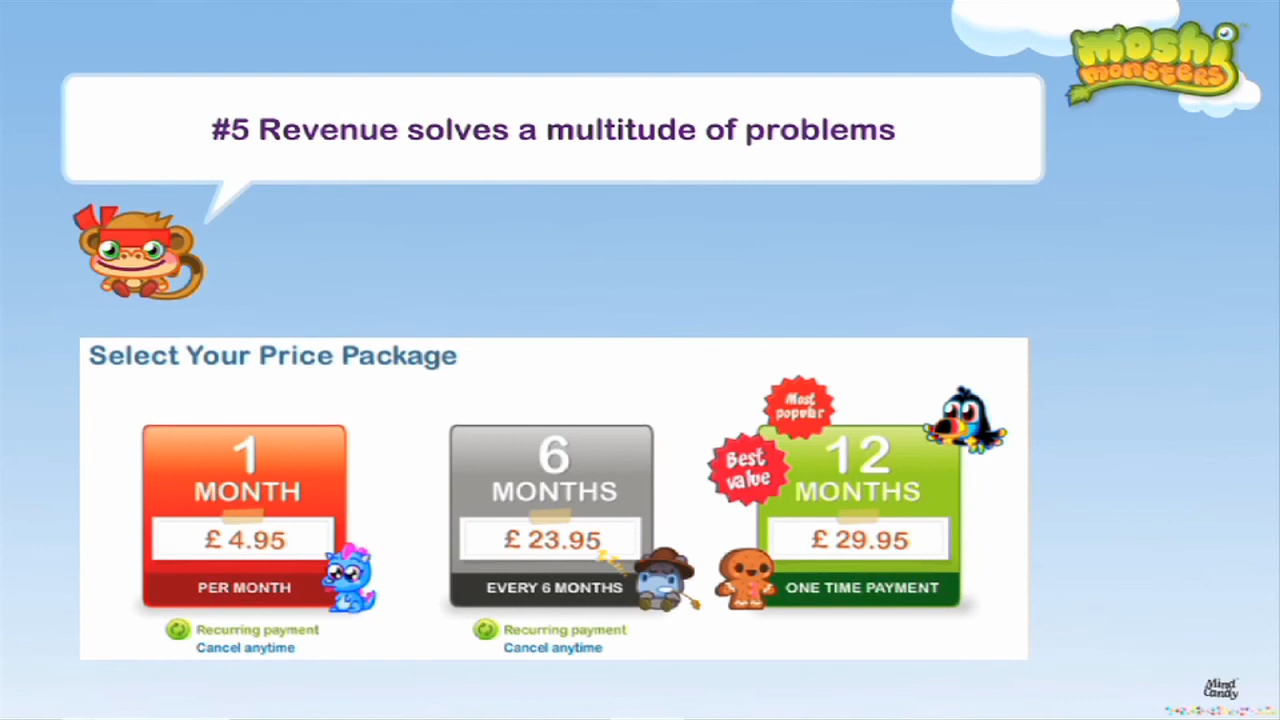 moshi
monsters
#5 Revenue solves a multitude of problems
Select Your Price Package
1
MONTH
£ 4.95
PER MONTH
Recurring payment
Cancel anytime
6
MONTHS
£ 23.95
EVERY 6 MONTHS
Recurring payment
Cancel anytime
Most
popular
Best
value
12
MONTHS
£ 29.95
ONE TIME PAYMENT
Mind
Candy